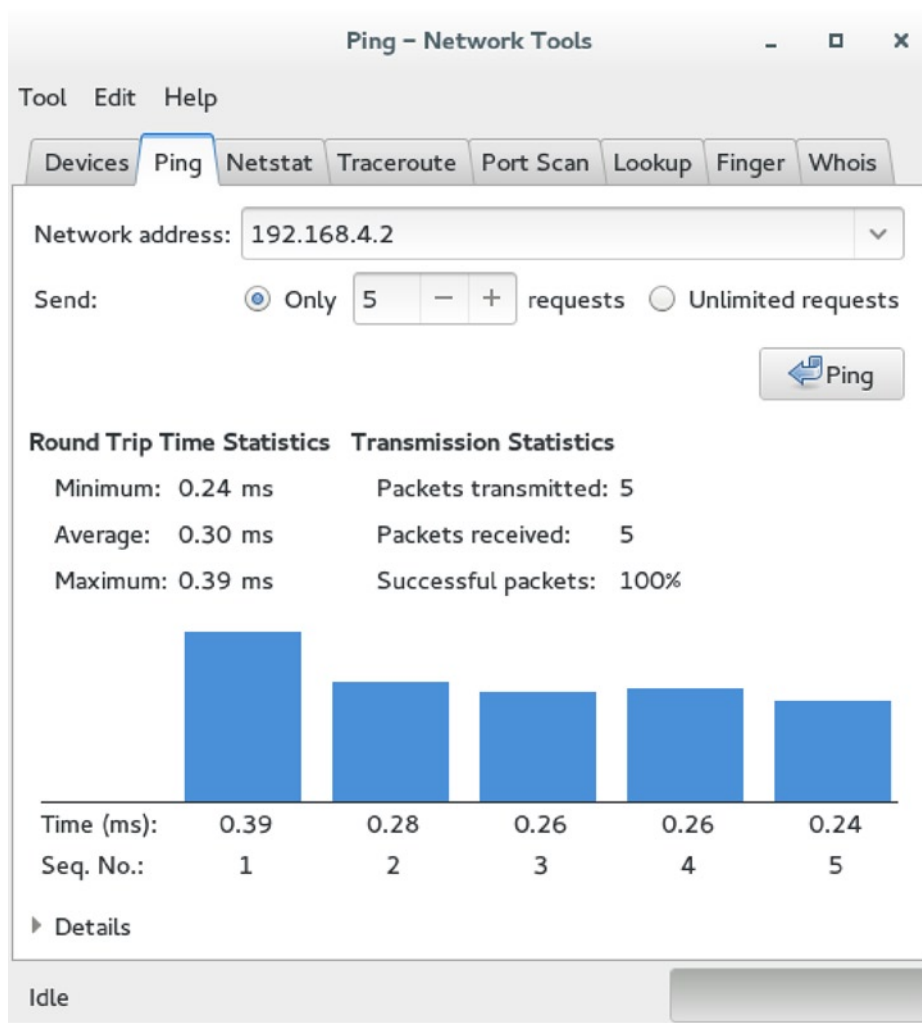 Ping – Network Tools
Tool Edit Help
Devices Ping Netstat Traceroute Port Scan Lookup Finger Whois
Network address: 192.168.4.2
Send: Only 5 − + requests Unlimited requests
Ping
Round Trip Time Statistics Transmission Statistics
Minimum: 0.24 ms Packets transmitted: 5
Average: 0.30 ms Packets received: 5
Maximum: 0.39 ms Successful packets: 100%
Time (ms): 0.39 0.28 0.26 0.26 0.24
Seq. No.: 1 2 3 4 5
Details
Idle